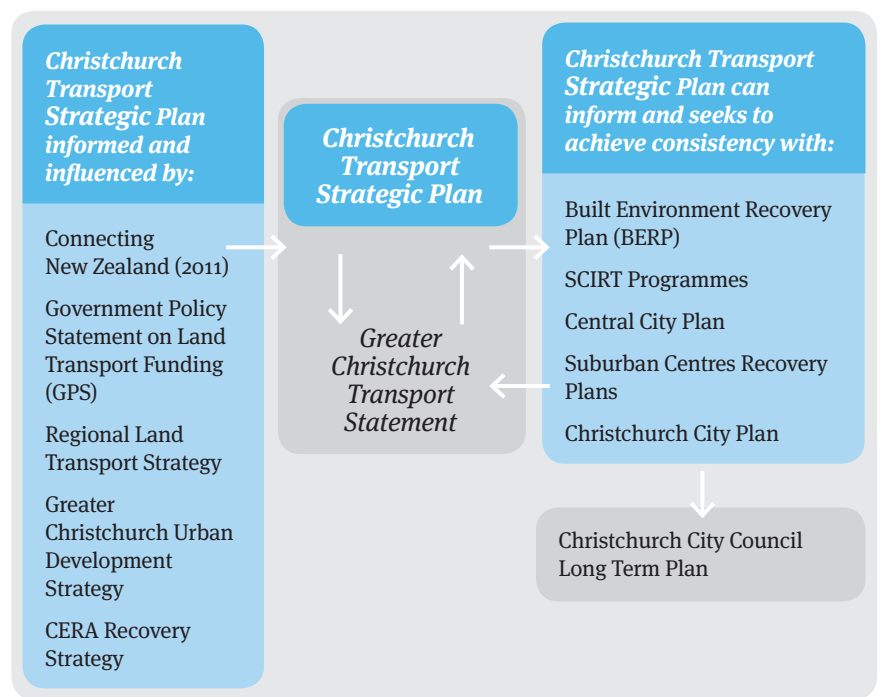 Christchurch
Transport
Strategic Plan
informed and
influenced by:
Connecting
New Zealand (2011)
Government Policy
Statement on Land
Transport Funding
(GPS)
Regional Land
Transport Strategy
Greater
Christchurch Urban
Development
Strategy
CERA Recovery
Strategy
Christchurch
Transport
Strategic Plan
Greater
Christchurch
Transport
Statement
Christchurch Transport
Strategic Plan can
inform and seeks to
achieve consistency with:
Built Environment Recovery
Plan (BERP)
SCIRT Programmes
Central City Plan
Suburban Centres Recovery
Plans
Christchurch City Plan
Christchurch City Council
Long Term Plan